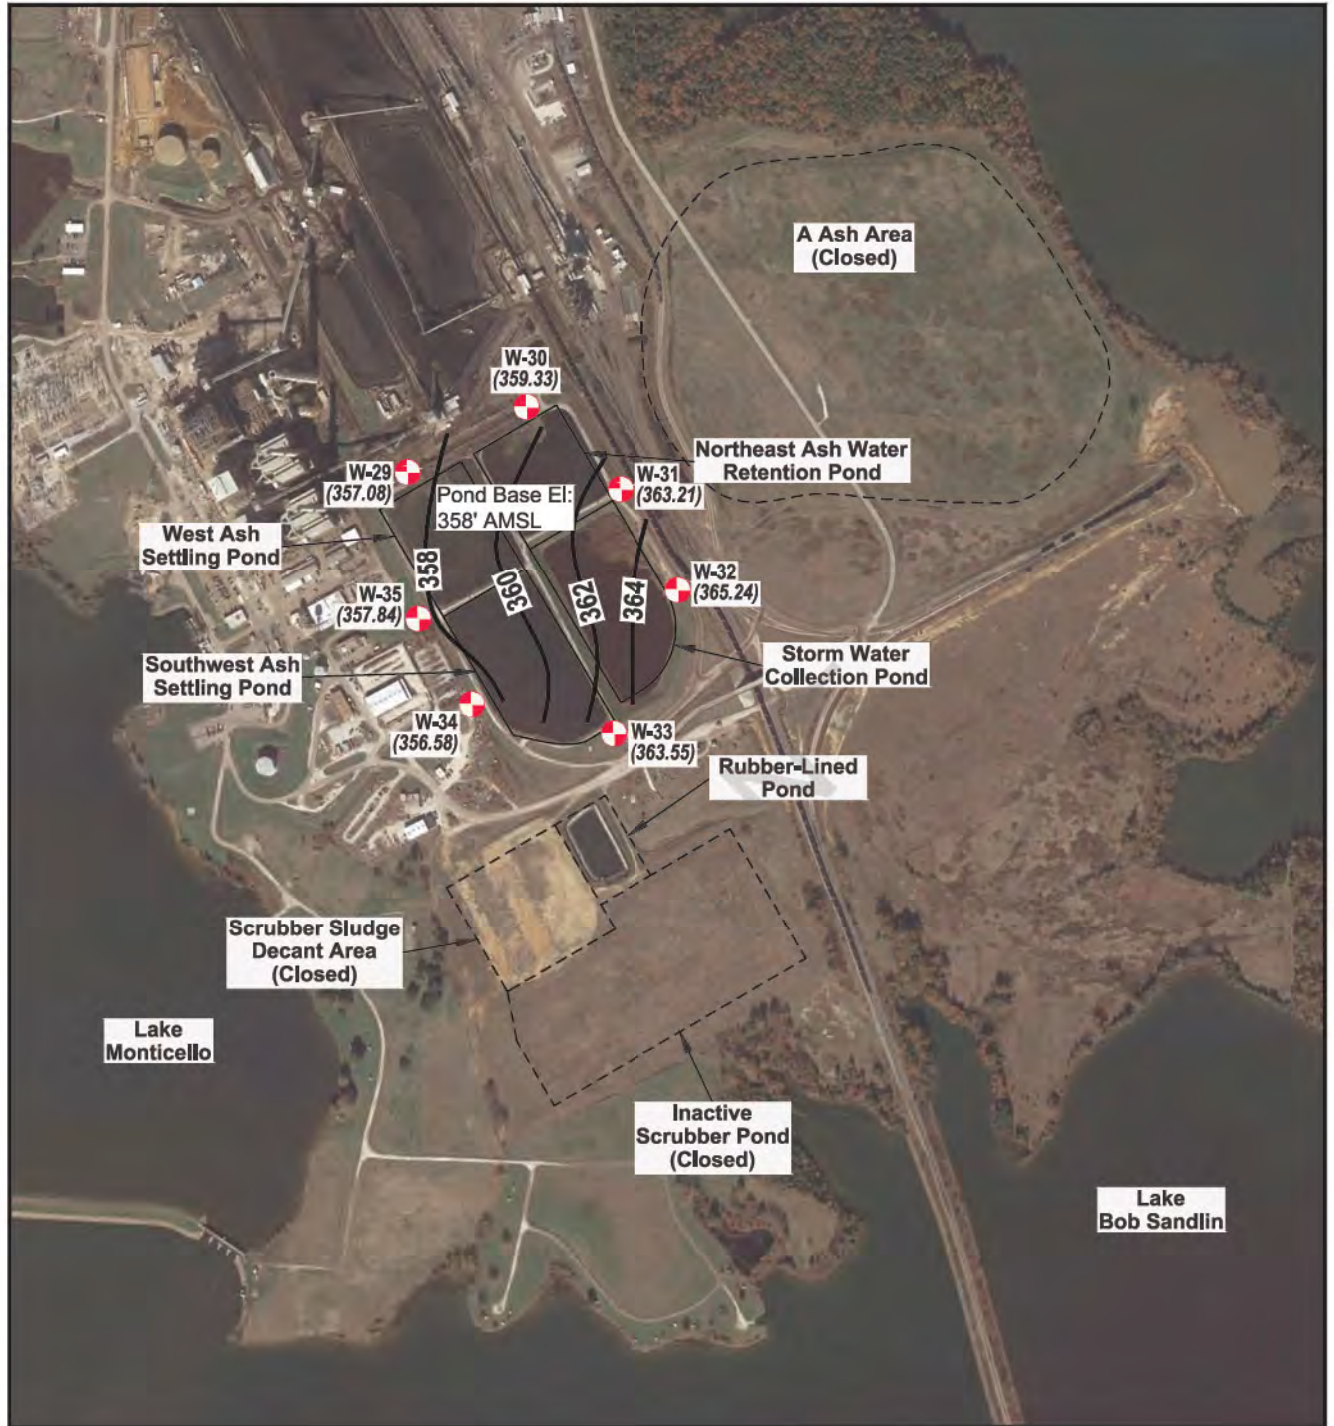 A Ash Area
(Closed)
W-30
(359.33)
Northeast Ash Water
Retention Pond
W-29
(357.08)
W-31
(363.21)
Pond Base El:
358' AMSL
West Ash
Settling Pond
358
360
362
364
W-32
(365.24)
W-35
(357.84)
Southwest Ash
Settling Pond
Storm Water
Collection Pond
W-34
(356.58)
W-33
(363.55)
Rubber-Lined
Pond
Scrubber Sludge
Decant Area
(Closed)
Lake
Monticello
Inactive
Scrubber Pond
(Closed)
Lake
Bob Sandlin